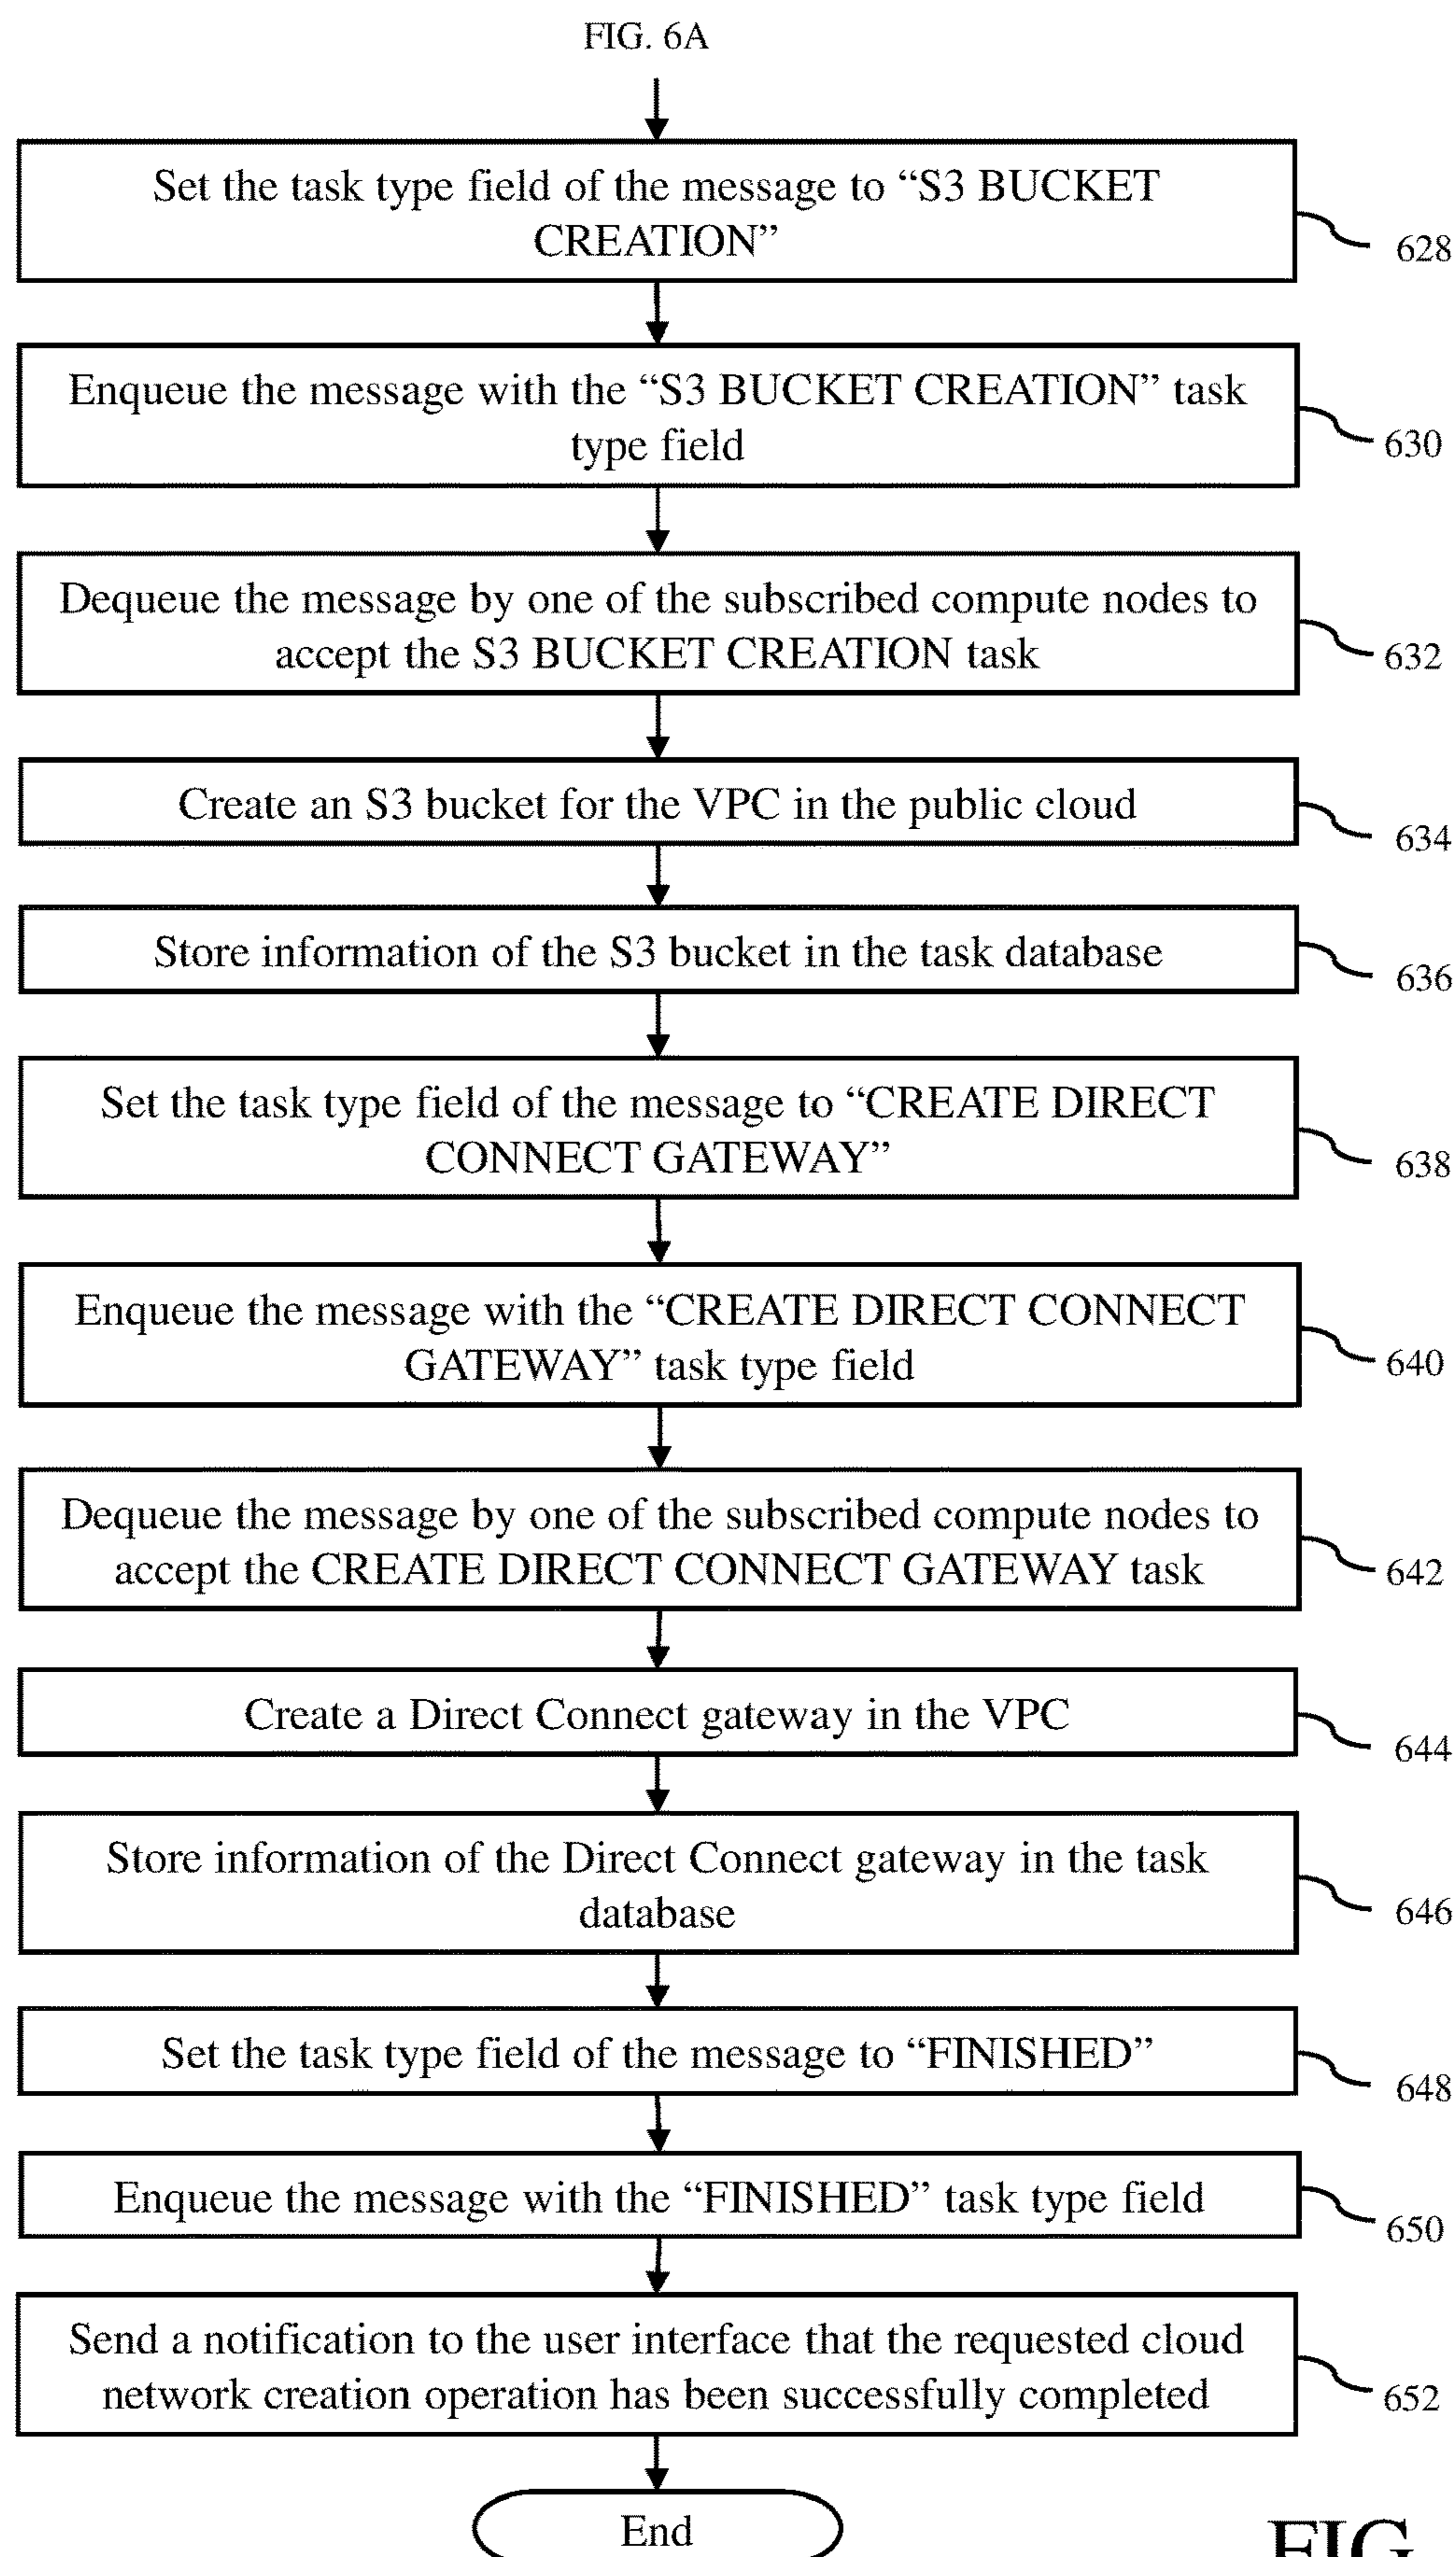 FIG. 6A
Set the task type field of the message to “S3 BUCKET
CREATION”
628
Enqueue the message with the “S3 BUCKET CREATION” task
type field
630
Dequeue the message by one of the subscribed compute nodes to
accept the S3 BUCKET CREATION task
632
Create an S3 bucket for the VPC in the public cloud
634
Store information of the S3 bucket in the task database
636
Set the task type field of the message to “CREATE DIRECT
CONNECT GATEWAY”
638
Enqueue the message with the “CREATE DIRECT CONNECT
GATEWAY” task type field
640
Dequeue the message by one of the subscribed compute nodes to
accept the CREATE DIRECT CONNECT GATEWAY task
642
Create a Direct Connect gateway in the VPC
644
Store information of the Direct Connect gateway in the task
database
646
Set the task type field of the message to “FINISHED”
648
Enqueue the message with the “FINISHED” task type field
650
Send a notification to the user interface that the requested cloud
network creation operation has been successfully completed
652
End
FIG